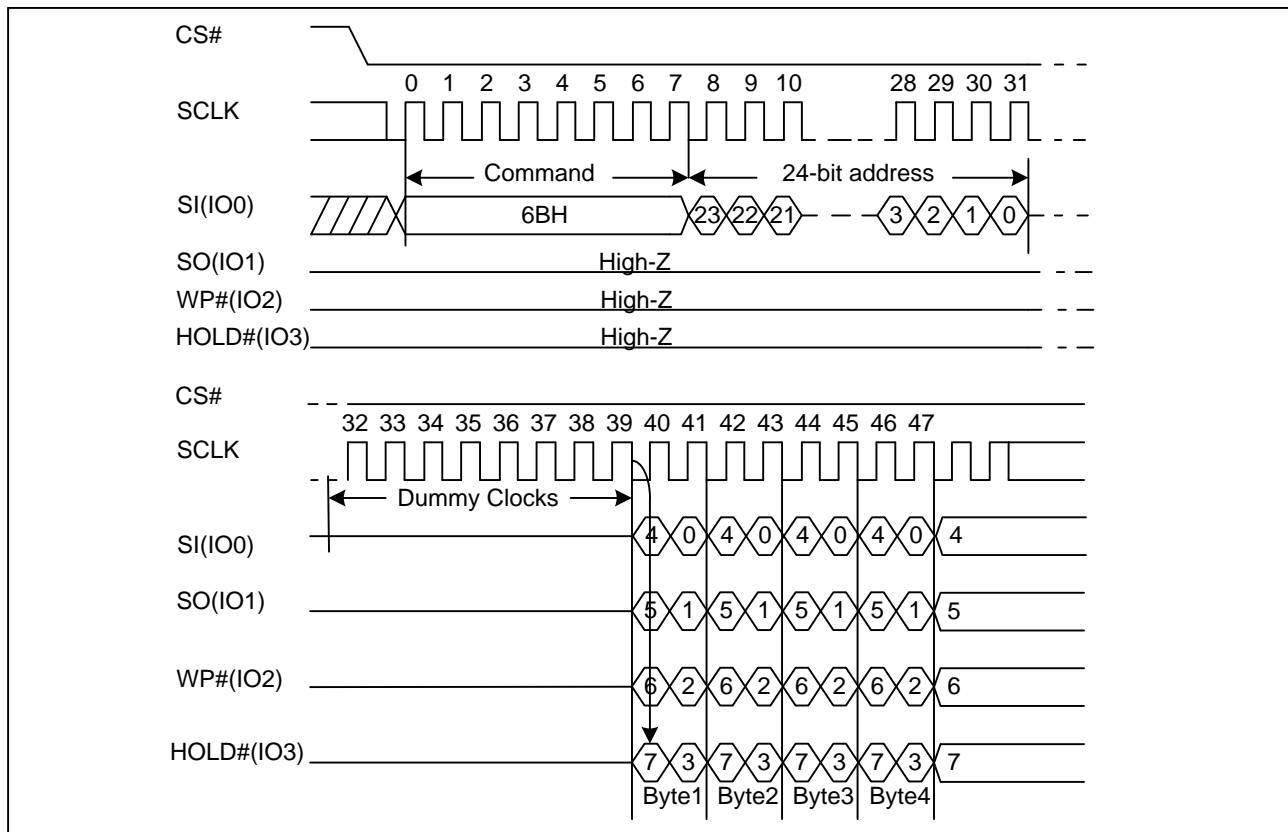 CS#
0 1 2 3 4 5 6 7 8 9 10 28 29 30 31
SCLK
Command 24-bit address
SI(IO0) 6BH 23 22 21 3 2 1 0
SO(IO1) High-Z
WP#(IO2) High-Z
HOLD#(IO3) High-Z
CS#
32 33 34 35 36 37 38 39 40 41 42 43 44 45 46 47
SCLK
Dummy Clocks
SI(IO0) 4 0 4 0 4 0 4 0 4
SO(IO1) 5 1 5 1 5 1 5 1 5
WP#(IO2) 6 2 6 2 6 2 6 2 6
HOLD#(IO3) 7 3 7 3 7 3 7 3 7
Byte1 Byte2 Byte3 Byte4